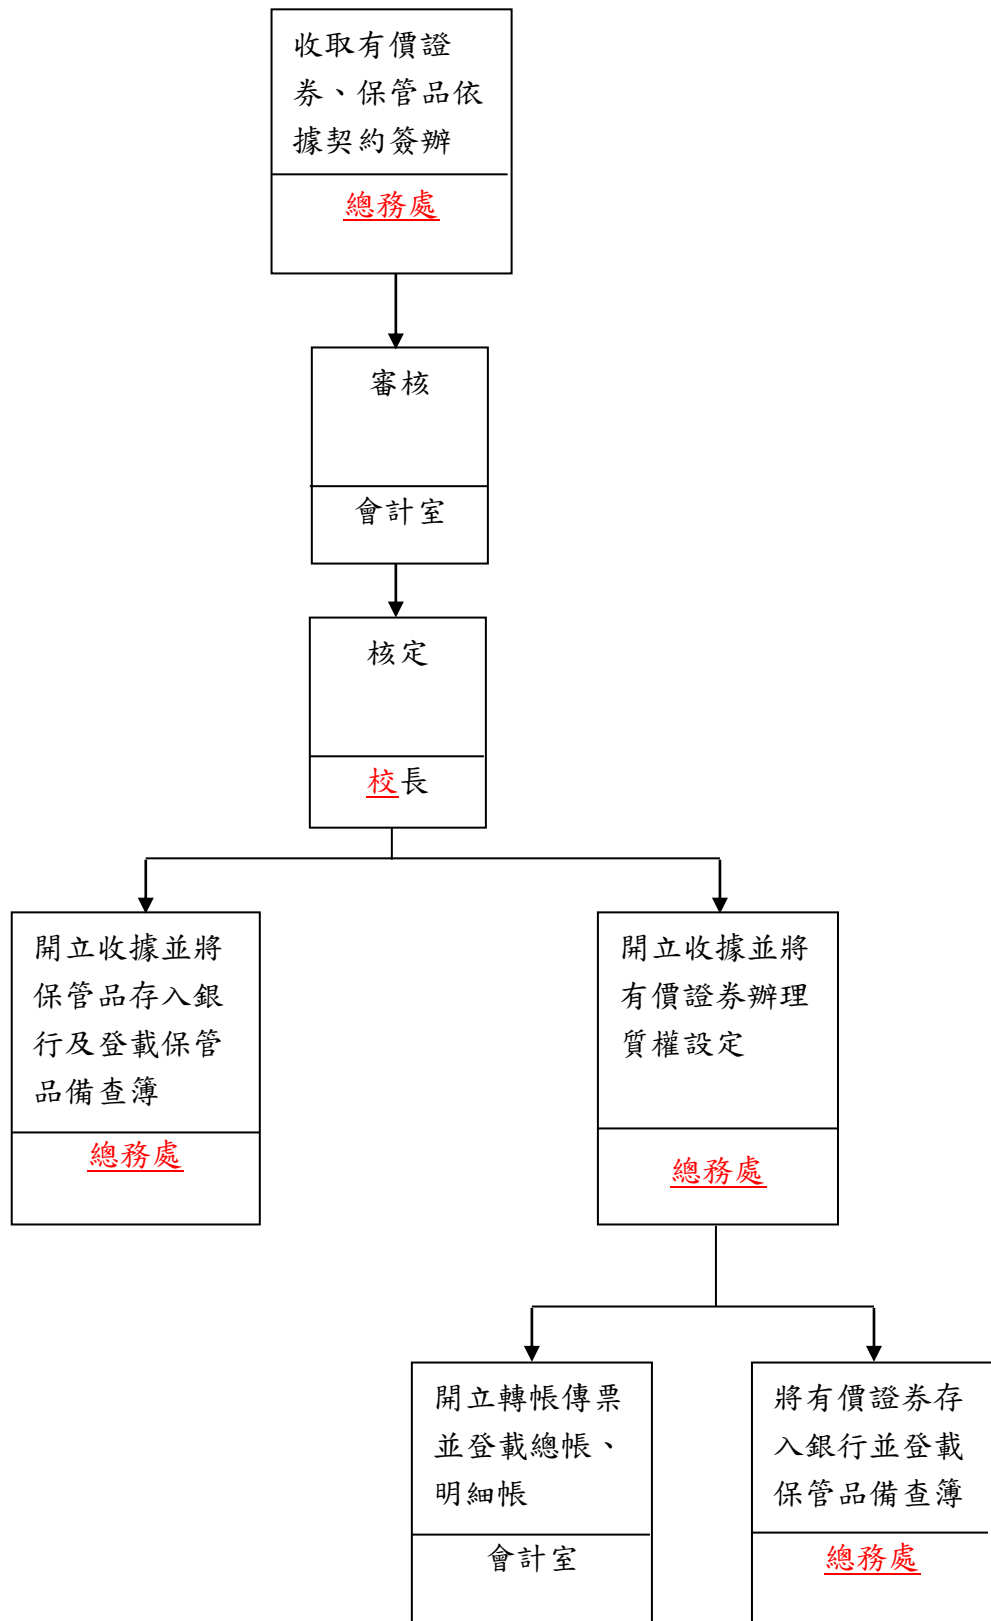 收取有價證
券、保管品依
據契約簽辦
總務處
審核
會計室
核定
校長
開立收據並將
保管品存入銀
行及登載保管
品備查簿
總務處
開立收據並將
有價證券辦理
質權設定
總務處
開立轉帳傳票
並登載總帳、
明細帳
會計室
將有價證券存
入銀行並登載
保管品備查簿
總務處